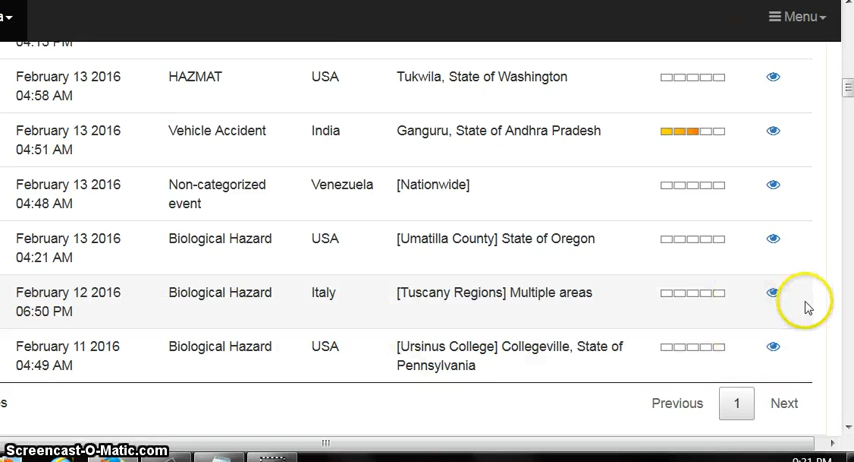 a
Menu
04:15 PM
February 13 2016 HAZMAT USA Tukwila, State of Washington
04:58 AM
February 13 2016 Vehicle Accident India Ganguru, State of Andhra Pradesh
04:51 AM
February 13 2016 Non-categorized Venezuela [Nationwide]
04:48 AM event
February 13 2016 Biological Hazard USA [Umatilla County] State of Oregon
04:21 AM
February 12 2016 Biological Hazard Italy [Tuscany Regions] Multiple areas
06:50 PM
February 11 2016 Biological Hazard USA [Ursinus College] Collegeville, State of
04:49 AM Pennsylvania
Previous 1 Next
Screencast-O-Matic.com